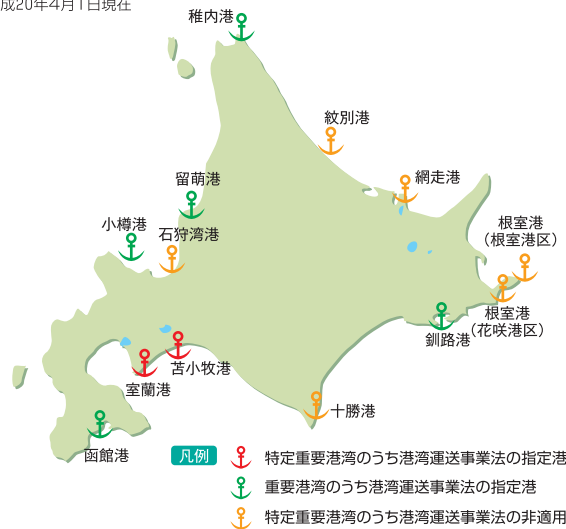 成20年4月1日現在
稚内港
紋別港
網走港
留萌港
小樽港
石狩湾港
根室港
(根室港区)
根室港
(花咲港区)
釧路港
苫小牧港
室蘭港
十勝港
函館港
凡例
特定重要港湾のうち港湾運送事業法の指定港
重要港湾のうち港湾運送事業法の指定港
特定重要港湾のうち港湾運送事業法の非適用